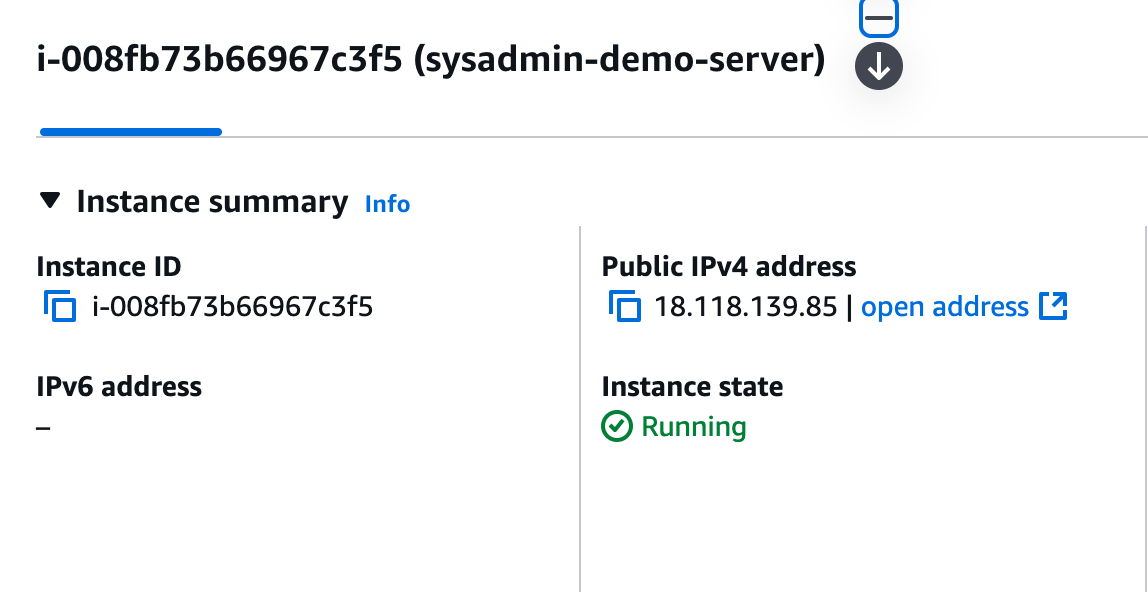 i-008fb73b66967c3f5 (sysadmin-demo-server)
Instance summary Info
Instance ID
i-008fb73b66967c3f5
Public IPv4 address
18.118.139.85 | open address
IPv6 address
–
Instance state
Running